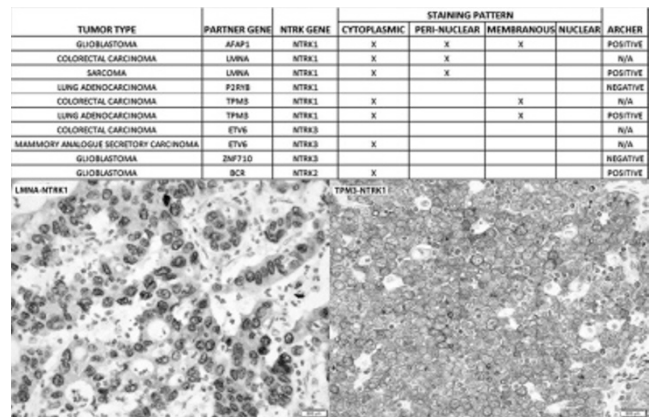 STAINING PATTERN
TUMOR TYPE PARTNER GENE NTRK GENE CYTOPLASMIC PERI-NUCLEAR MEMBRANOUS NUCLEAR ARCHER
GLIOBLASTOMA AFAP1 NTRK1 X X X POSITIVE
COLORECTAL CARCINOMA LMNA NTRK1 X X N/A
SARCOMA LMNA NTRK1 X X POSITIVE
LUNG ADENOCARCINOMA P2RY8 NTRK1 NEGATIVE
COLORECTAL CARCINOMA TPM3 NTRK1 X X N/A
LUNG ADENOCARCINOMA TPM3 NTRK1 X X POSITIVE
COLORECTAL CARCINOMA ETV6 NTRK3 N/A
MAMMORY ANALOGUE SECRETORY CARCINOMA ETV6 NTRK3 X N/A
GLIOBLASTOMA ZNF710 NTRK3 NEGATIVE
GLIOBLASTOMA BCR NTRK2 X POSITIVE
LMNA-NTRK1 TPM3-NTRK1